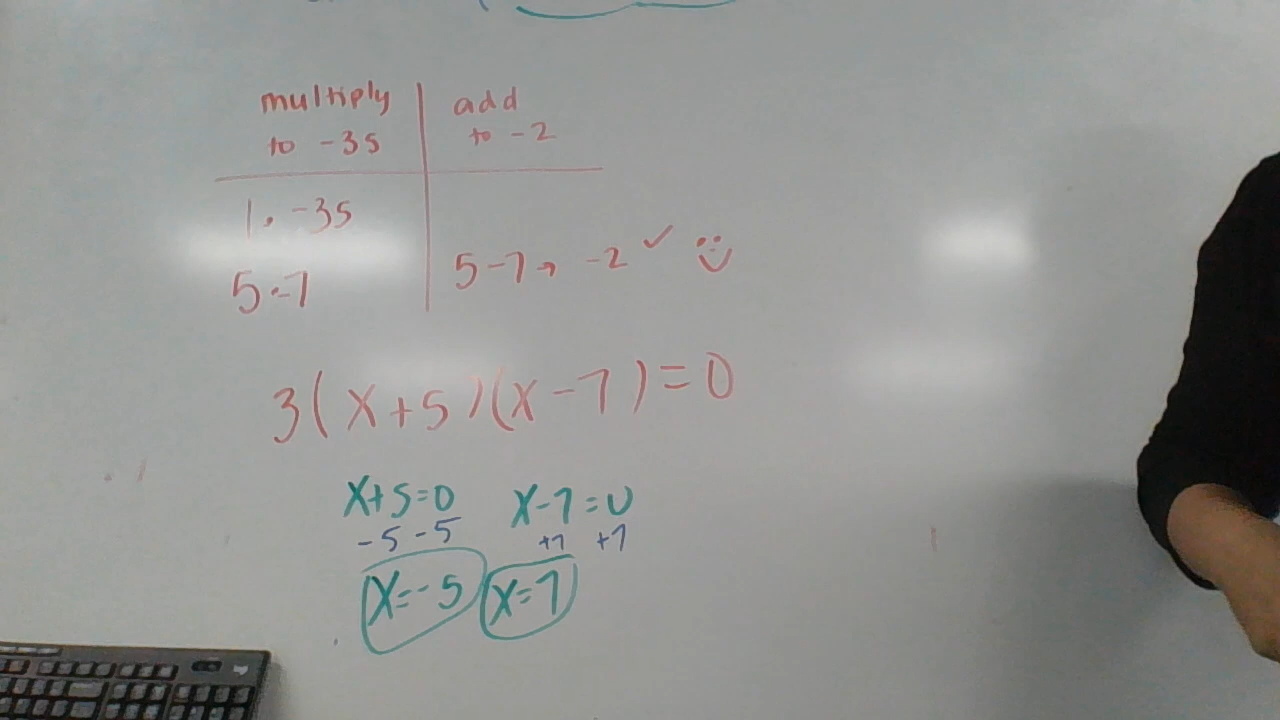 multiply add
to -35 to -2
1 · -35
5 · -7 5-7 → -2 ✓
3(x+5)(x-7)=0
x+5=0 x-7=0
-5 -5 +7 +7
x=-5 x=7